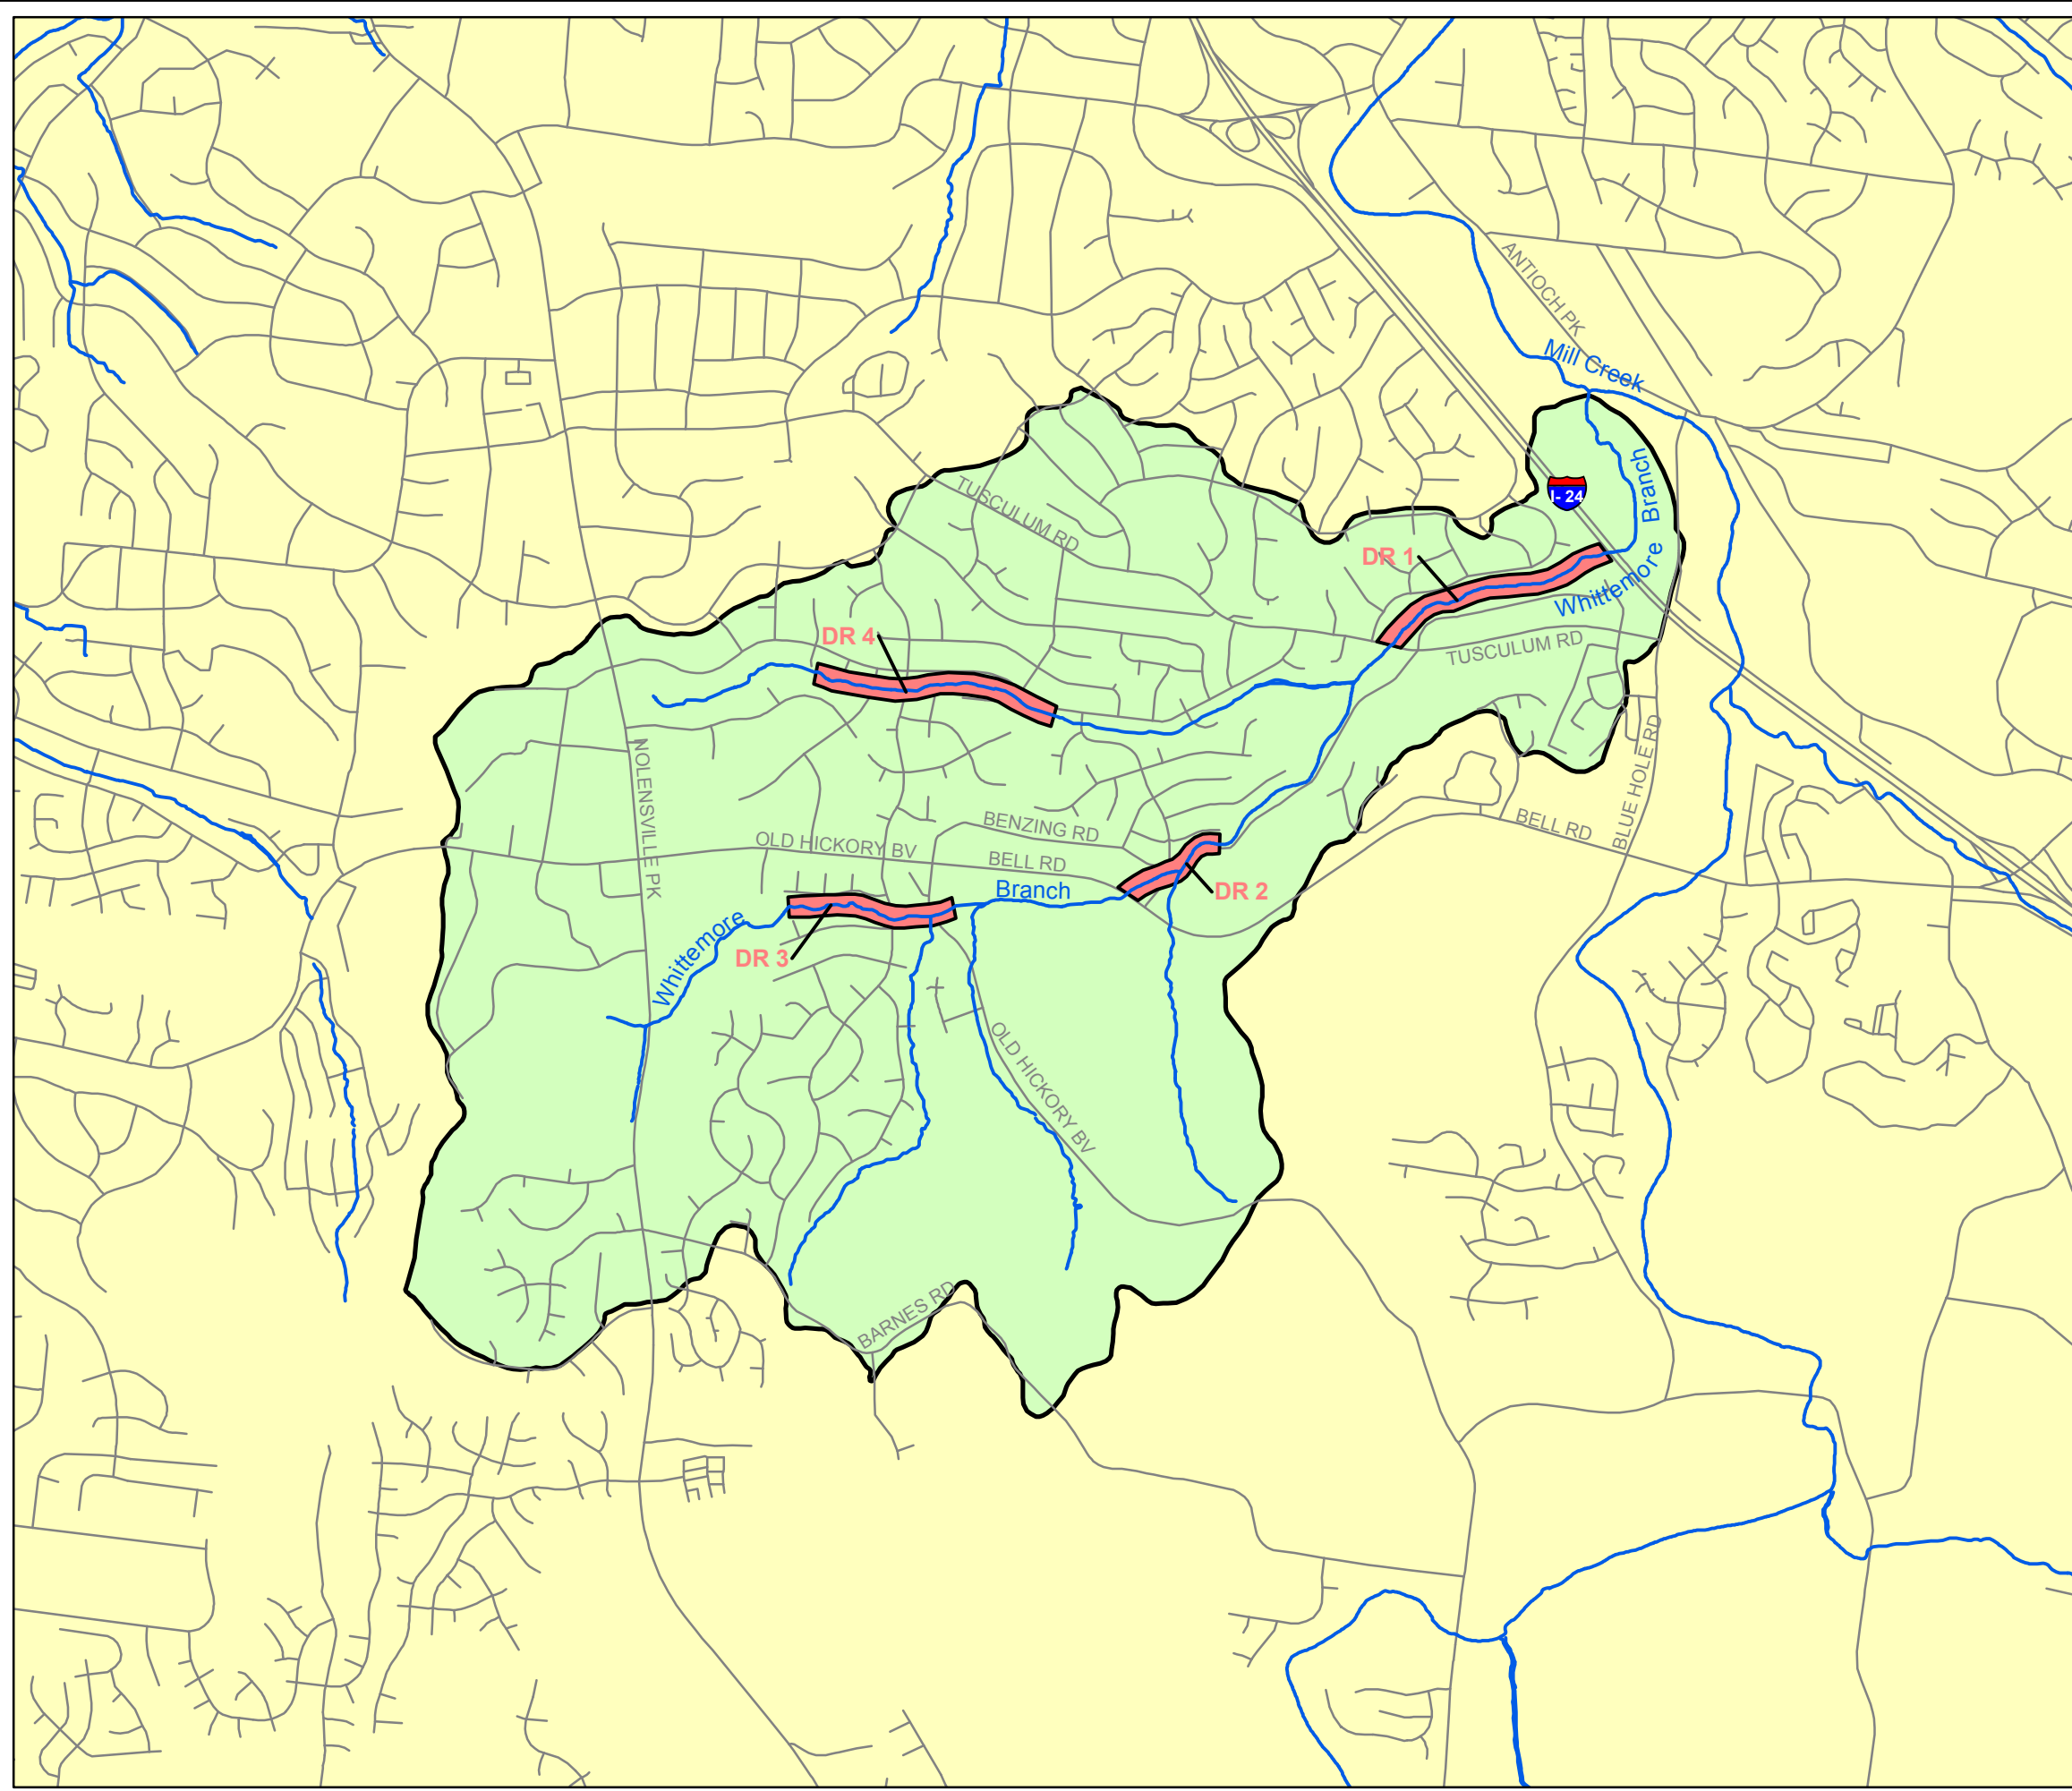 ANTIOCH PK
Mill Creek
TUSCULUM RD
I- 24
Branch
DR 1
Whittemore
DR 4
TUSCULUM RD
NOLENSVILLE PK
BLUE HOLE RD
BENZING RD
BELL RD
OLD HICKORY BV
BELL RD
Branch
DR 2
Whittemore
DR 3
OLD HICKORY BV
BARNES RD